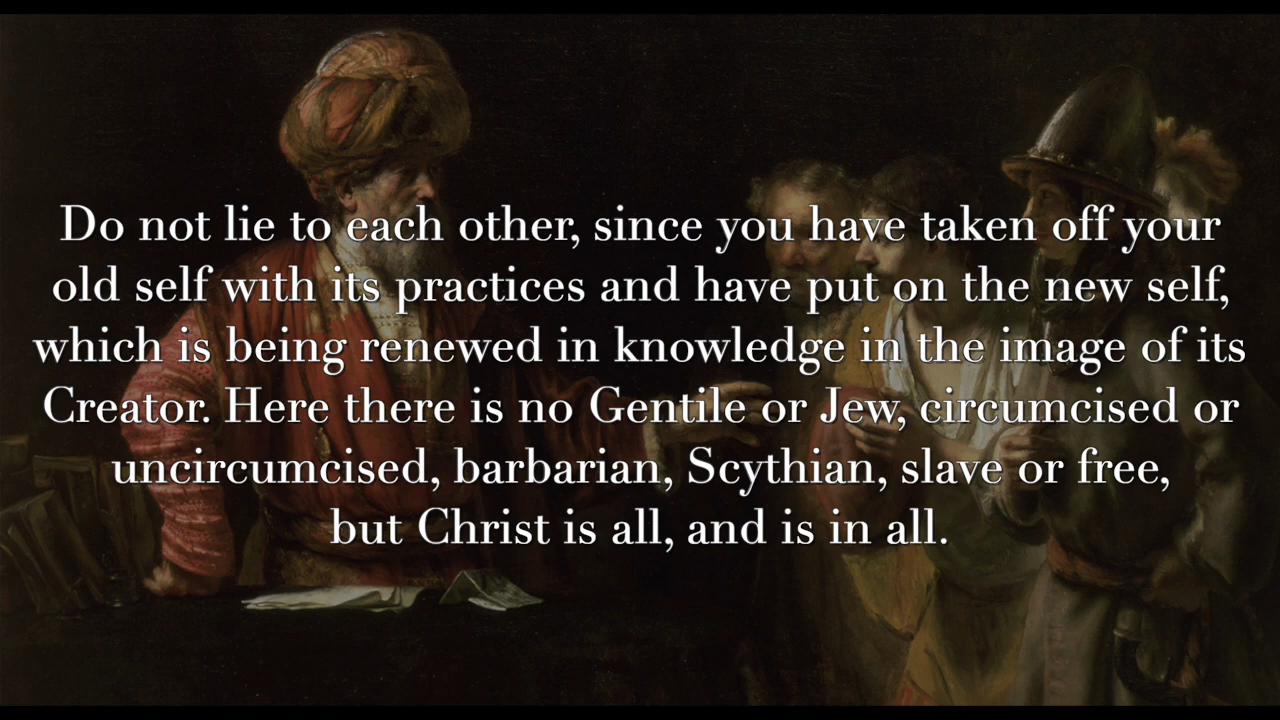 Do not lie to each other, since you have taken off your
old self with its practices and have put on the new self,
which is being renewed in knowledge in the image of its
Creator. Here there is no Gentile or Jew, circumcised or
uncircumcised, barbarian, Scythian, slave or free,
but Christ is all, and is in all.